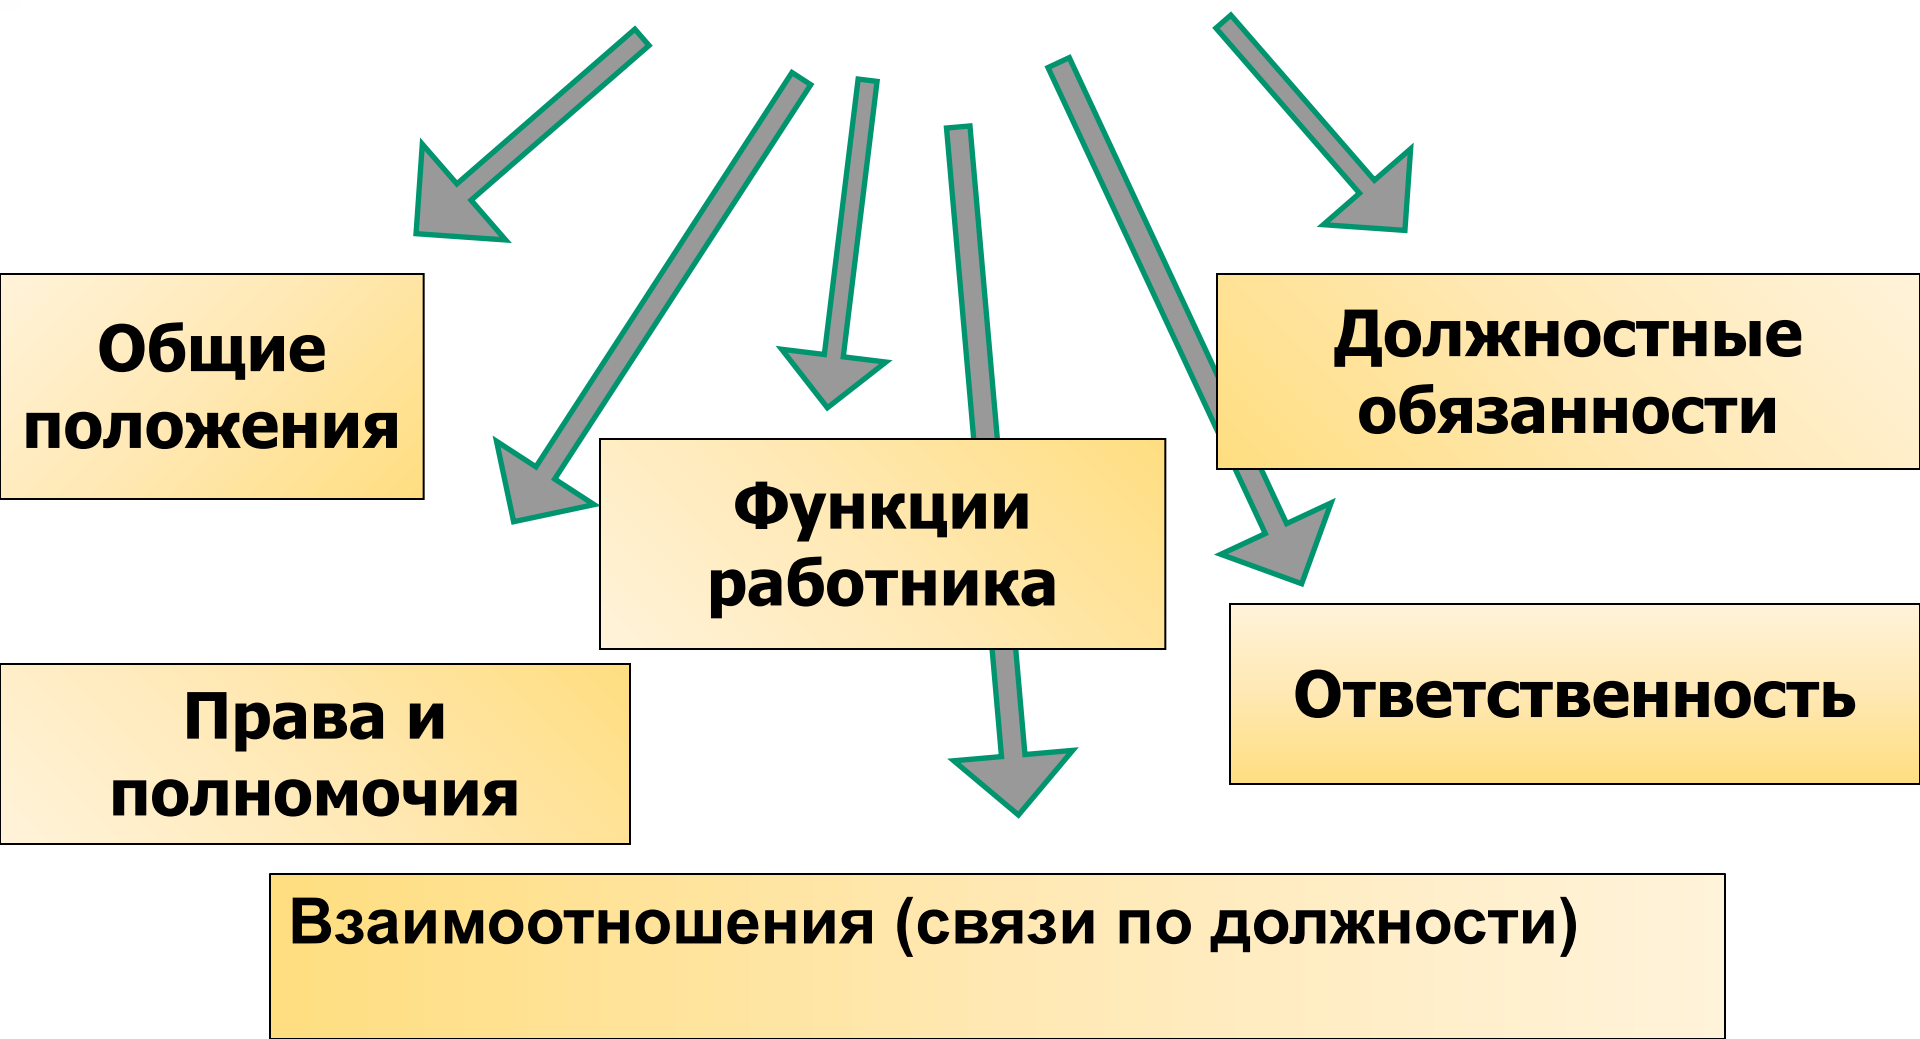 Общие
положения
Должностные
обязанности
Функции
работника
Права и
полномочия
Ответственность
Взаимоотношения (связи по должности)